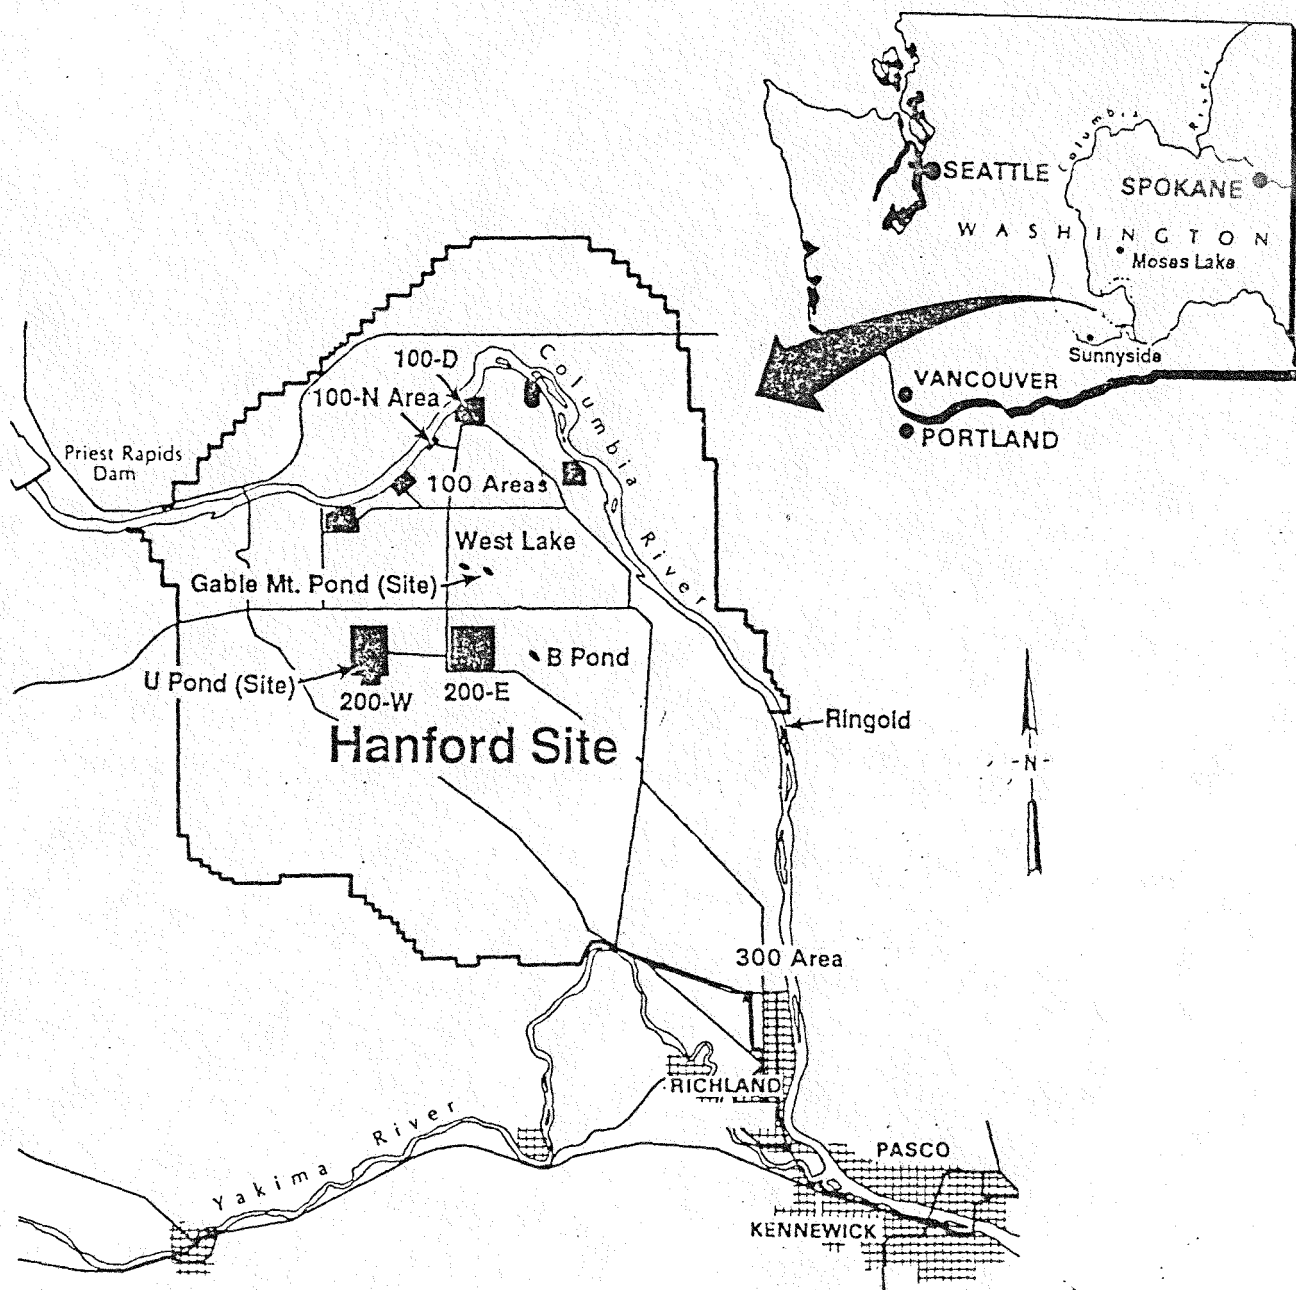 Columbia
River
SEATTLE
SPOKANE
WASHINGTON
Moses Lake
Sunnyside
VANCOUVER
PORTLAND
100-D
Columbia
100-N Area
Priest Rapids
Dam
100 Areas
West Lake
River
Gable Mt. Pond (Site)
B Pond
U Pond (Site)
200-W
200-E
Ringold
Hanford Site
-N-
300 Area
RICHLAND
Yakima River
PASCO
KENNEWICK